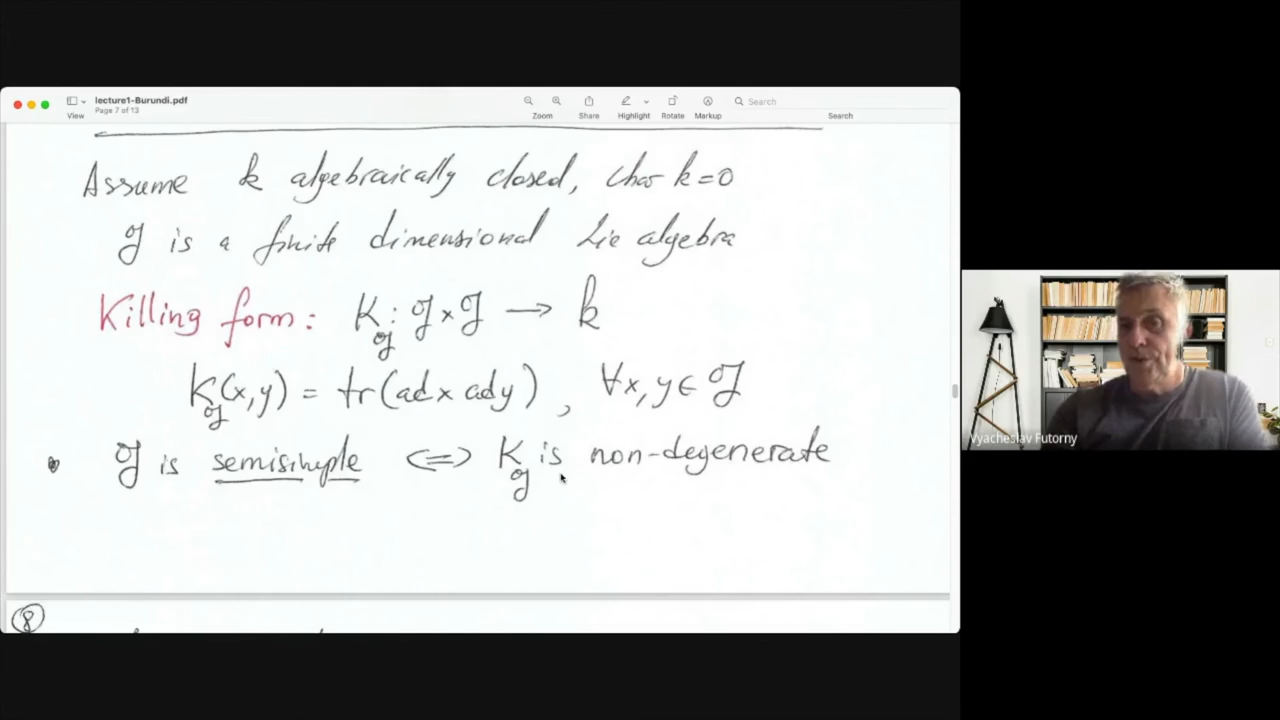 lecture1-Burundi.pdf
Page 7 of 13
View
Zoom
Share
Highlight
Rotate
Markup
Search
Search
Assume k algebraically closed, char k=0
𝔤 is a finite dimensional Lie algebra
Killing form: K_𝔤 : 𝔤 × 𝔤 → k
K_𝔤(x,y) = tr(ad x ad y), ∀x, y ∈ 𝔤
• 𝔤 is semisimple ⇔ K_𝔤 is non-degenerate
8
Vyacheslav Futorny